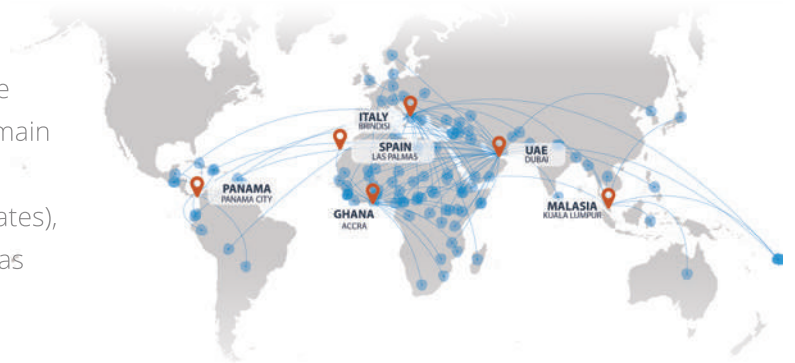 e
main
ates),
as
ITALY
BRINDISI
SPAIN
LAS PALMAS
UAE
DUBAI
PANAMA
PANAMA CITY
GHANA
ACCRA
MALASIA
KUALA LUMPUR